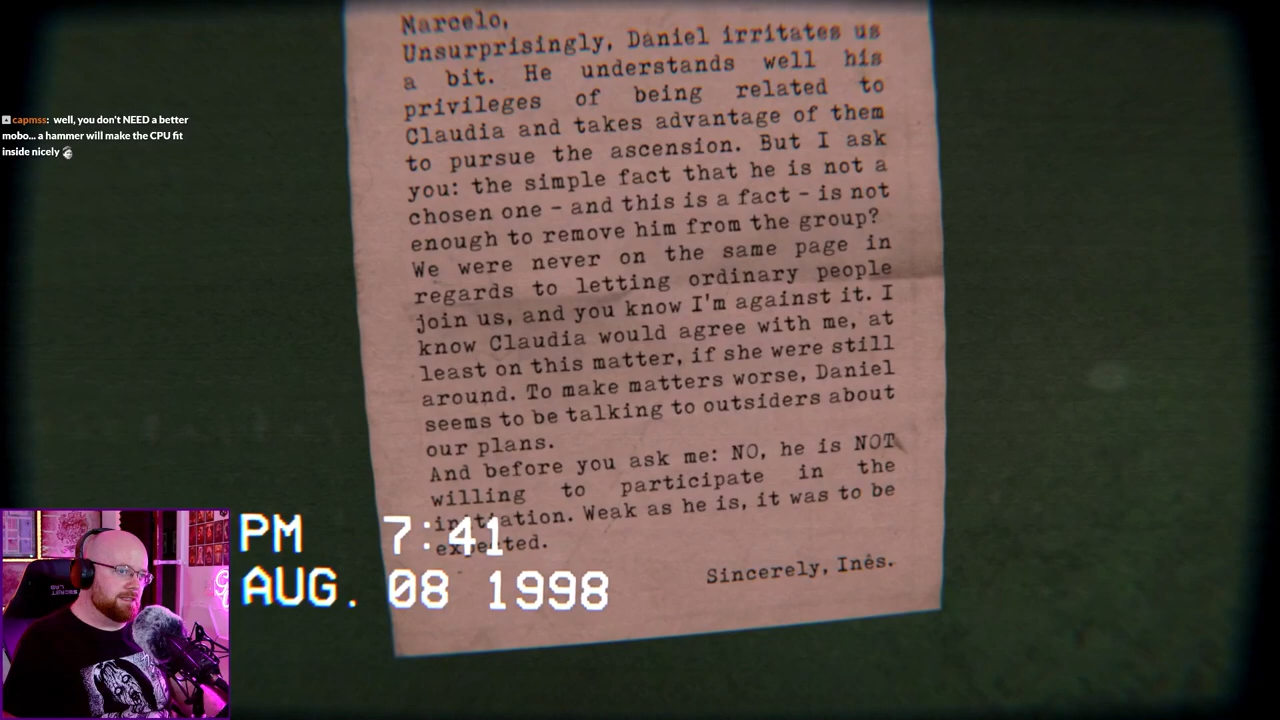 Marcelo,
Unsurprisingly, Daniel irritates us
a bit. He understands well his
privileges of being related to
Claudia and takes advantage of them
to pursue the ascension. But I ask
you: the simple fact that he is not a
chosen one - and this is a fact - is not
enough to remove him from the group?
We were never on the same page in
regards to letting ordinary people
join us, and you know I'm against it. I
know Claudia would agree with me, at
least on this matter, if she were still
around. To make matters worse, Daniel
seems to be talking to outsiders about
our plans.
And before you ask me: NO, he is NOT
willing to participate in the
initiation. Weak as he is, it was to be
expected.
Sincerely, Inês.
capmss: well, you don't NEED a better
mobo... a hammer will make the CPU fit
inside nicely
PM 7:41
AUG. 08 1998